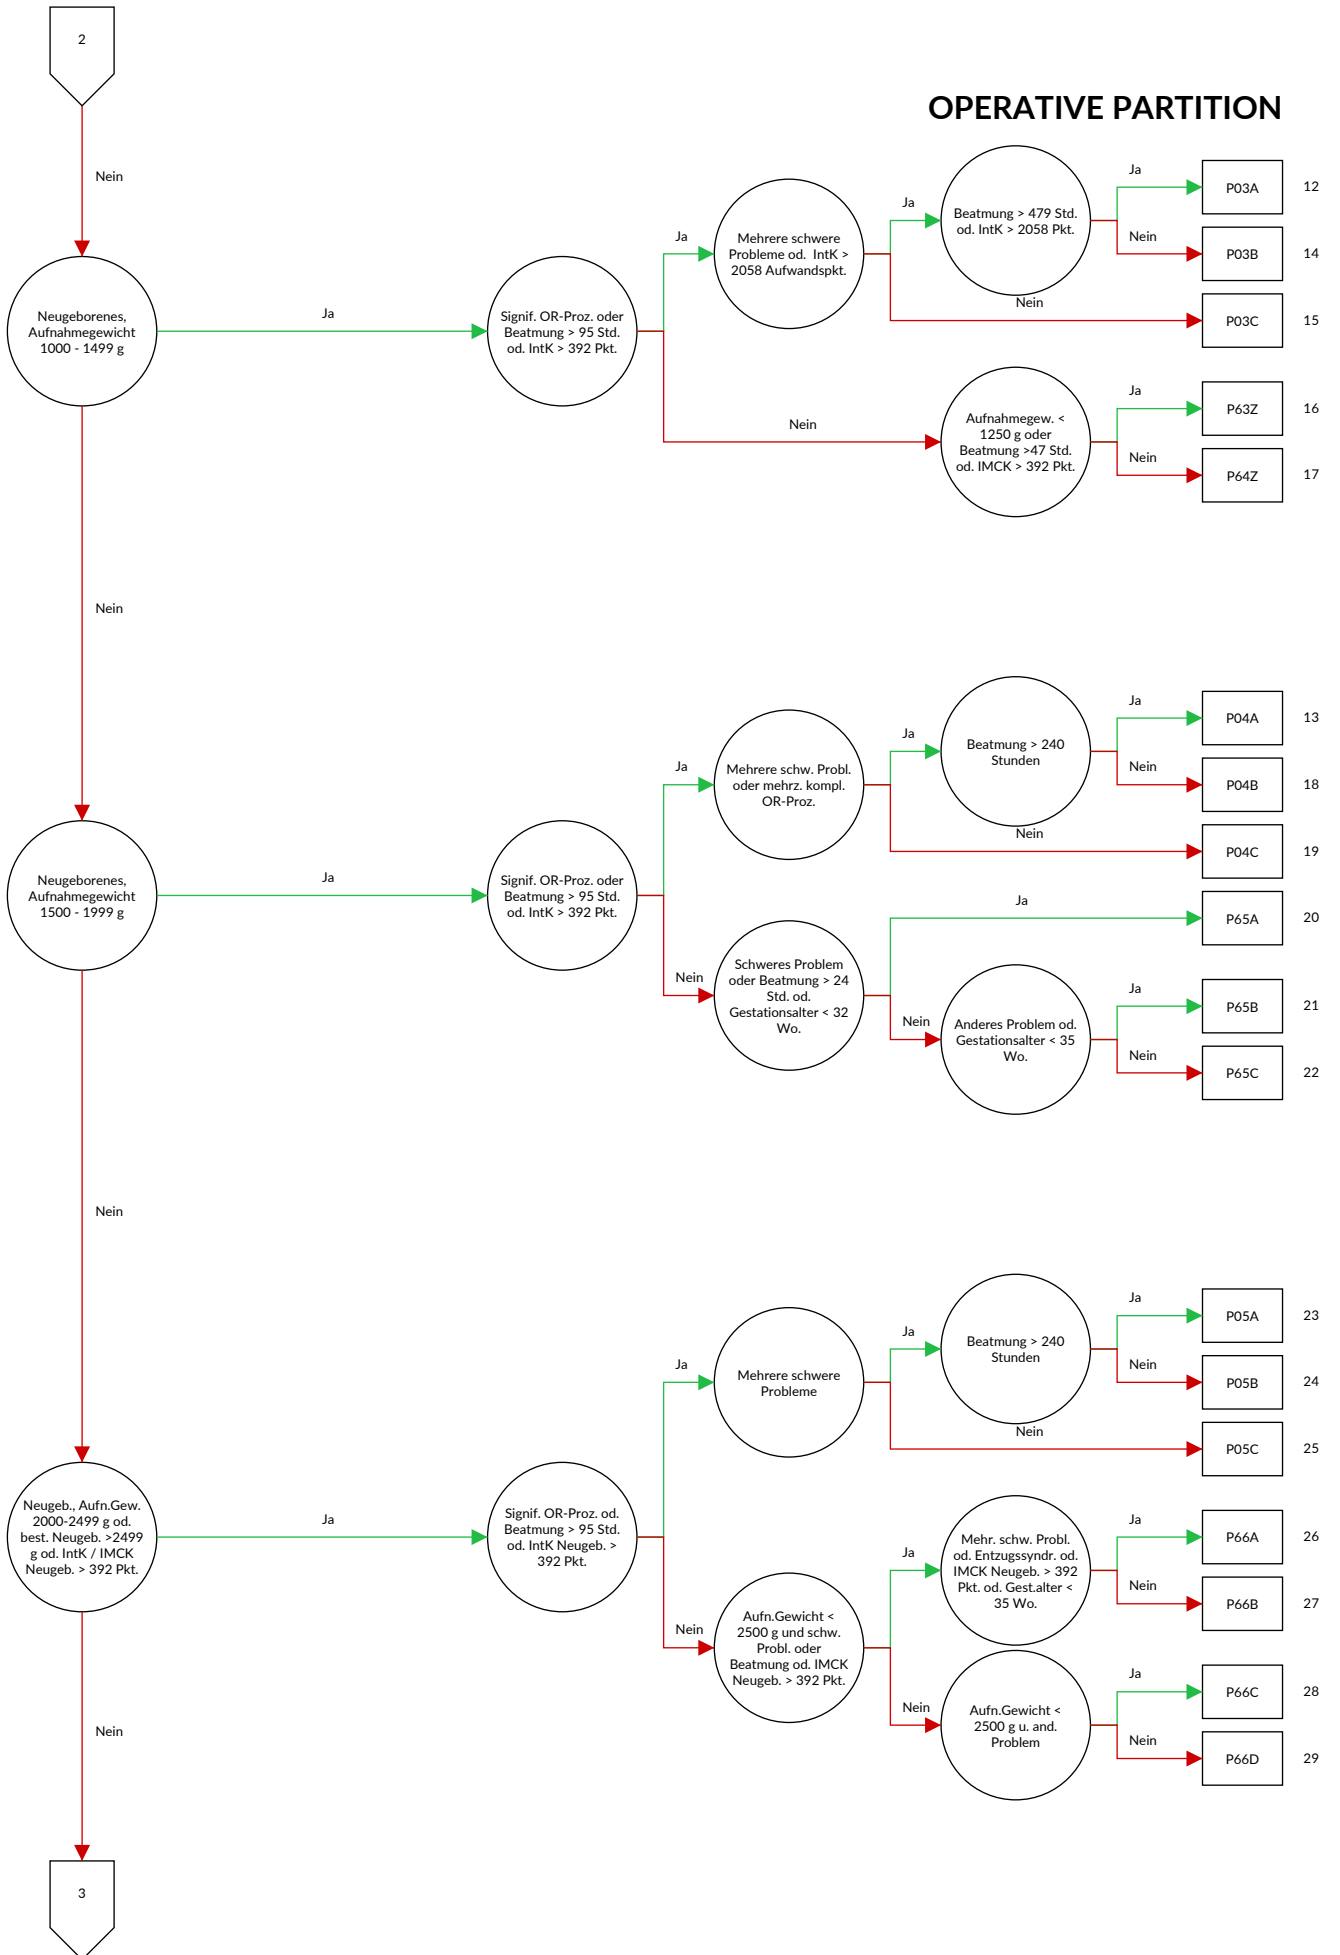 2
OPERATIVE PARTITION
Nein
Neugeborenes,
Aufnahmegewicht
1000 - 1499 g
Ja
Signif. OR-Proz. oder
Beatmung > 95 Std.
od. IntK > 392 Pkt.
Ja
Mehrere schwere
Probleme od. IntK >
2058 Aufwandspkt.
Ja
Beatmung > 479 Std.
od. IntK > 2058 Pkt.
Ja
P03A
12
Nein
P03B
14
Nein
P03C
15
Nein
Aufnahmegew. <
1250 g oder
Beatmung >47 Std.
od. IMCK > 392 Pkt.
Ja
P63Z
16
Nein
P64Z
17
Nein
Neugeborenes,
Aufnahmegewicht
1500 - 1999 g
Ja
Signif. OR-Proz. oder
Beatmung > 95 Std.
od. IntK > 392 Pkt.
Ja
Mehrere schw. Probl.
oder mehrz. kompl.
OR-Proz.
Ja
Beatmung > 240
Stunden
Ja
P04A
13
Nein
P04B
18
Nein
P04C
19
Nein
Schweres Problem
oder Beatmung > 24
Std. od.
Gestationsalter < 32
Wo.
Ja
P65A
20
Nein
Anderes Problem od.
Gestationsalter < 35
Wo.
Ja
P65B
21
Nein
P65C
22
Nein
Neugeb., Aufn.Gew.
2000-2499 g od.
best. Neugeb. >2499
g od. IntK / IMCK
Neugeb. > 392 Pkt.
Ja
Signif. OR-Proz. od.
Beatmung > 95 Std.
od. IntK Neugeb. >
392 Pkt.
Ja
Mehrere schwere
Probleme
Ja
Beatmung > 240
Stunden
Ja
P05A
23
Nein
P05B
24
Nein
P05C
25
Nein
Aufn.Gewicht <
2500 g und schw.
Probl. oder
Beatmung od. IMCK
Neugeb. > 392 Pkt.
Ja
Mehr. schw. Probl.
od. Entzugssyndr. od.
IMCK Neugeb. > 392
Pkt. od. Gest.alter <
35 Wo.
Ja
P66A
26
Nein
P66B
27
Nein
Aufn.Gewicht <
2500 g u. and.
Problem
Ja
P66C
28
Nein
P66D
29
Nein
3